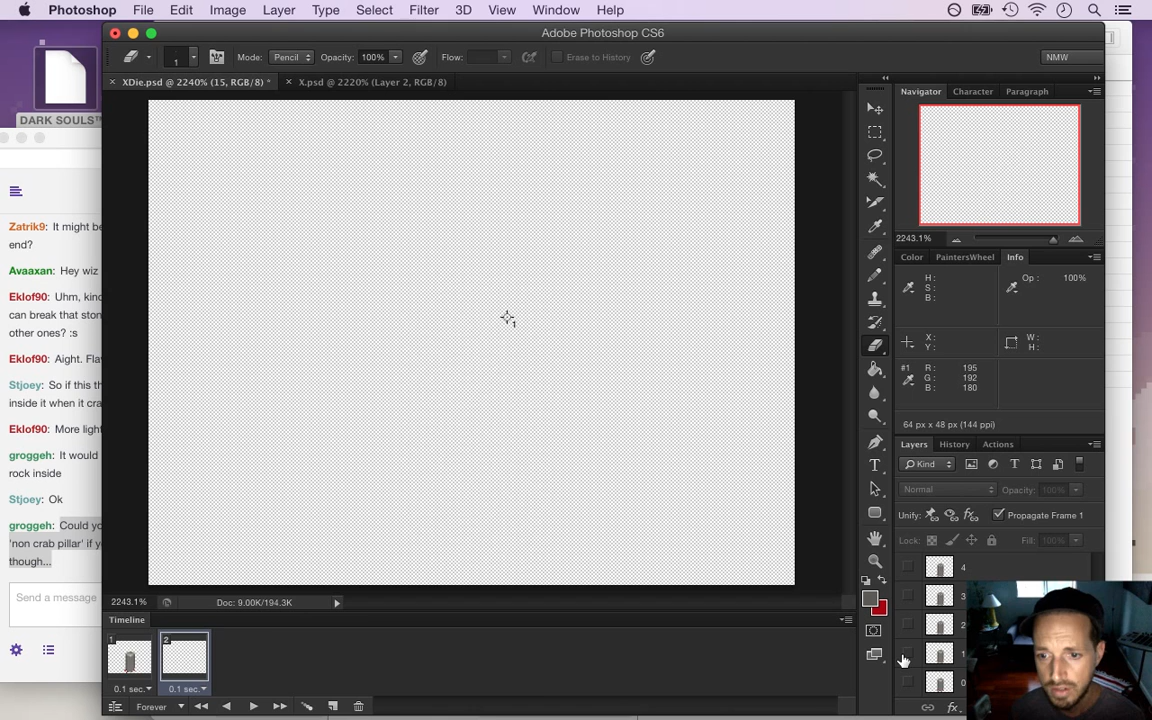 Photoshop File Edit Image Layer Type Select Filter 3D View Window Help
Adobe Photoshop CS6
1 Mode: Pencil Opacity: 100% Flow: Erase to History NMW
XDie.psd @ 2240% (15, RGB/8) * X.psd @ 2220% (Layer 2, RGB/8)
DARK SOULS™
Zatrik9: It might be
end?
Avaaxan: Hey wiz
Eklof90: Uhm, kind
can break that ston
other ones? :s
Eklof90: Aight. Fla
Stjoey: So if this th
inside it when it cra
Eklof90: More light
groggeh: It would
rock inside
Stjoey: Ok
groggeh: Could yo
'non crab pillar' if y
though...
Send a message
1
Navigator Character Paragraph
2243.1%
Color PaintersWheel Info
H: Op: 100%
S:
B:
X: W:
Y: H:
#1 R: 195
G: 192
B: 180
64 px x 48 px (144 ppi)
Layers History Actions
Kind
Normal Opacity: 100%
Unify: Propagate Frame 1
Lock: Fill: 100%
4
3
2
1
0
fx
2243.1% Doc: 9.00K/194.3K
Timeline
1 2
0.1 sec. 0.1 sec.
Forever